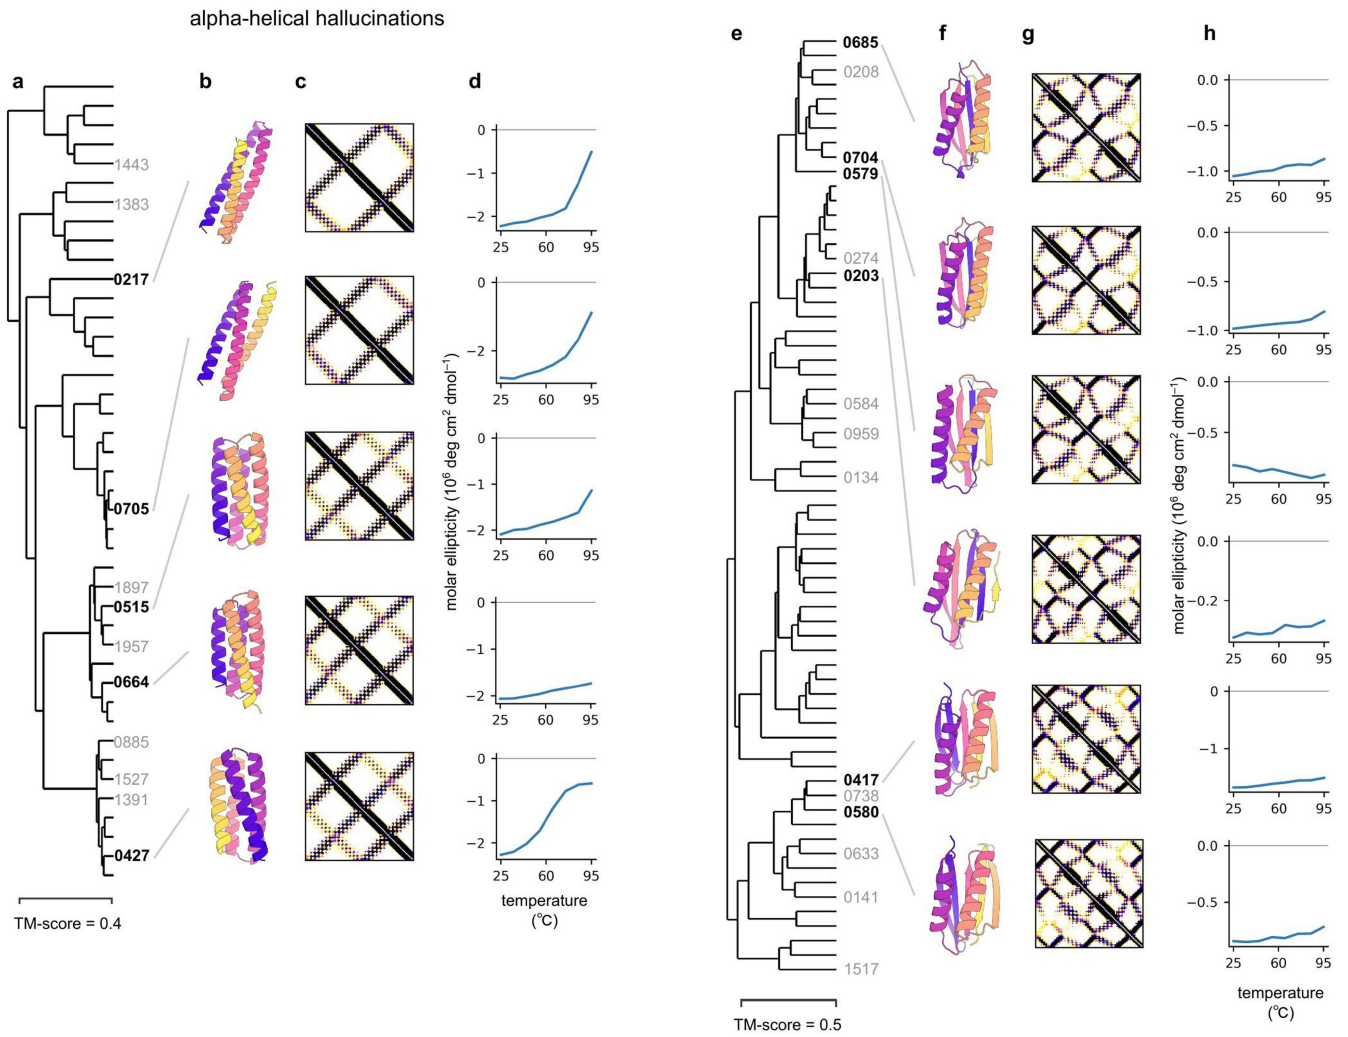 alpha-helical hallucinations
a
b
c
d
1443
1383
0217
0705
1897
0515
1957
0664
0885
1527
1391
0427
TM-score = 0.4
0
−1
−2
25 60 95
0
−2
25 60 95
0
−1
−2
25 60 95
0
−1
−2
25 60 95
0
−1
−2
25 60 95
molar ellipticity (10⁶ deg cm² dmol⁻¹)
temperature
(°C)
e
f
g
h
0685
0208
0704
0579
0274
0203
0584
0959
0134
0417
0738
0580
0633
0141
1517
TM-score = 0.5
0.0
−0.5
−1.0
25 60 95
0.0
−0.5
−1.0
25 60 95
0.0
−0.5
25 60 95
0.0
−0.2
25 60 95
0
−1
25 60 95
0.0
−0.5
25 60 95
molar ellipticity (10⁶ deg cm² dmol⁻¹)
temperature
(°C)